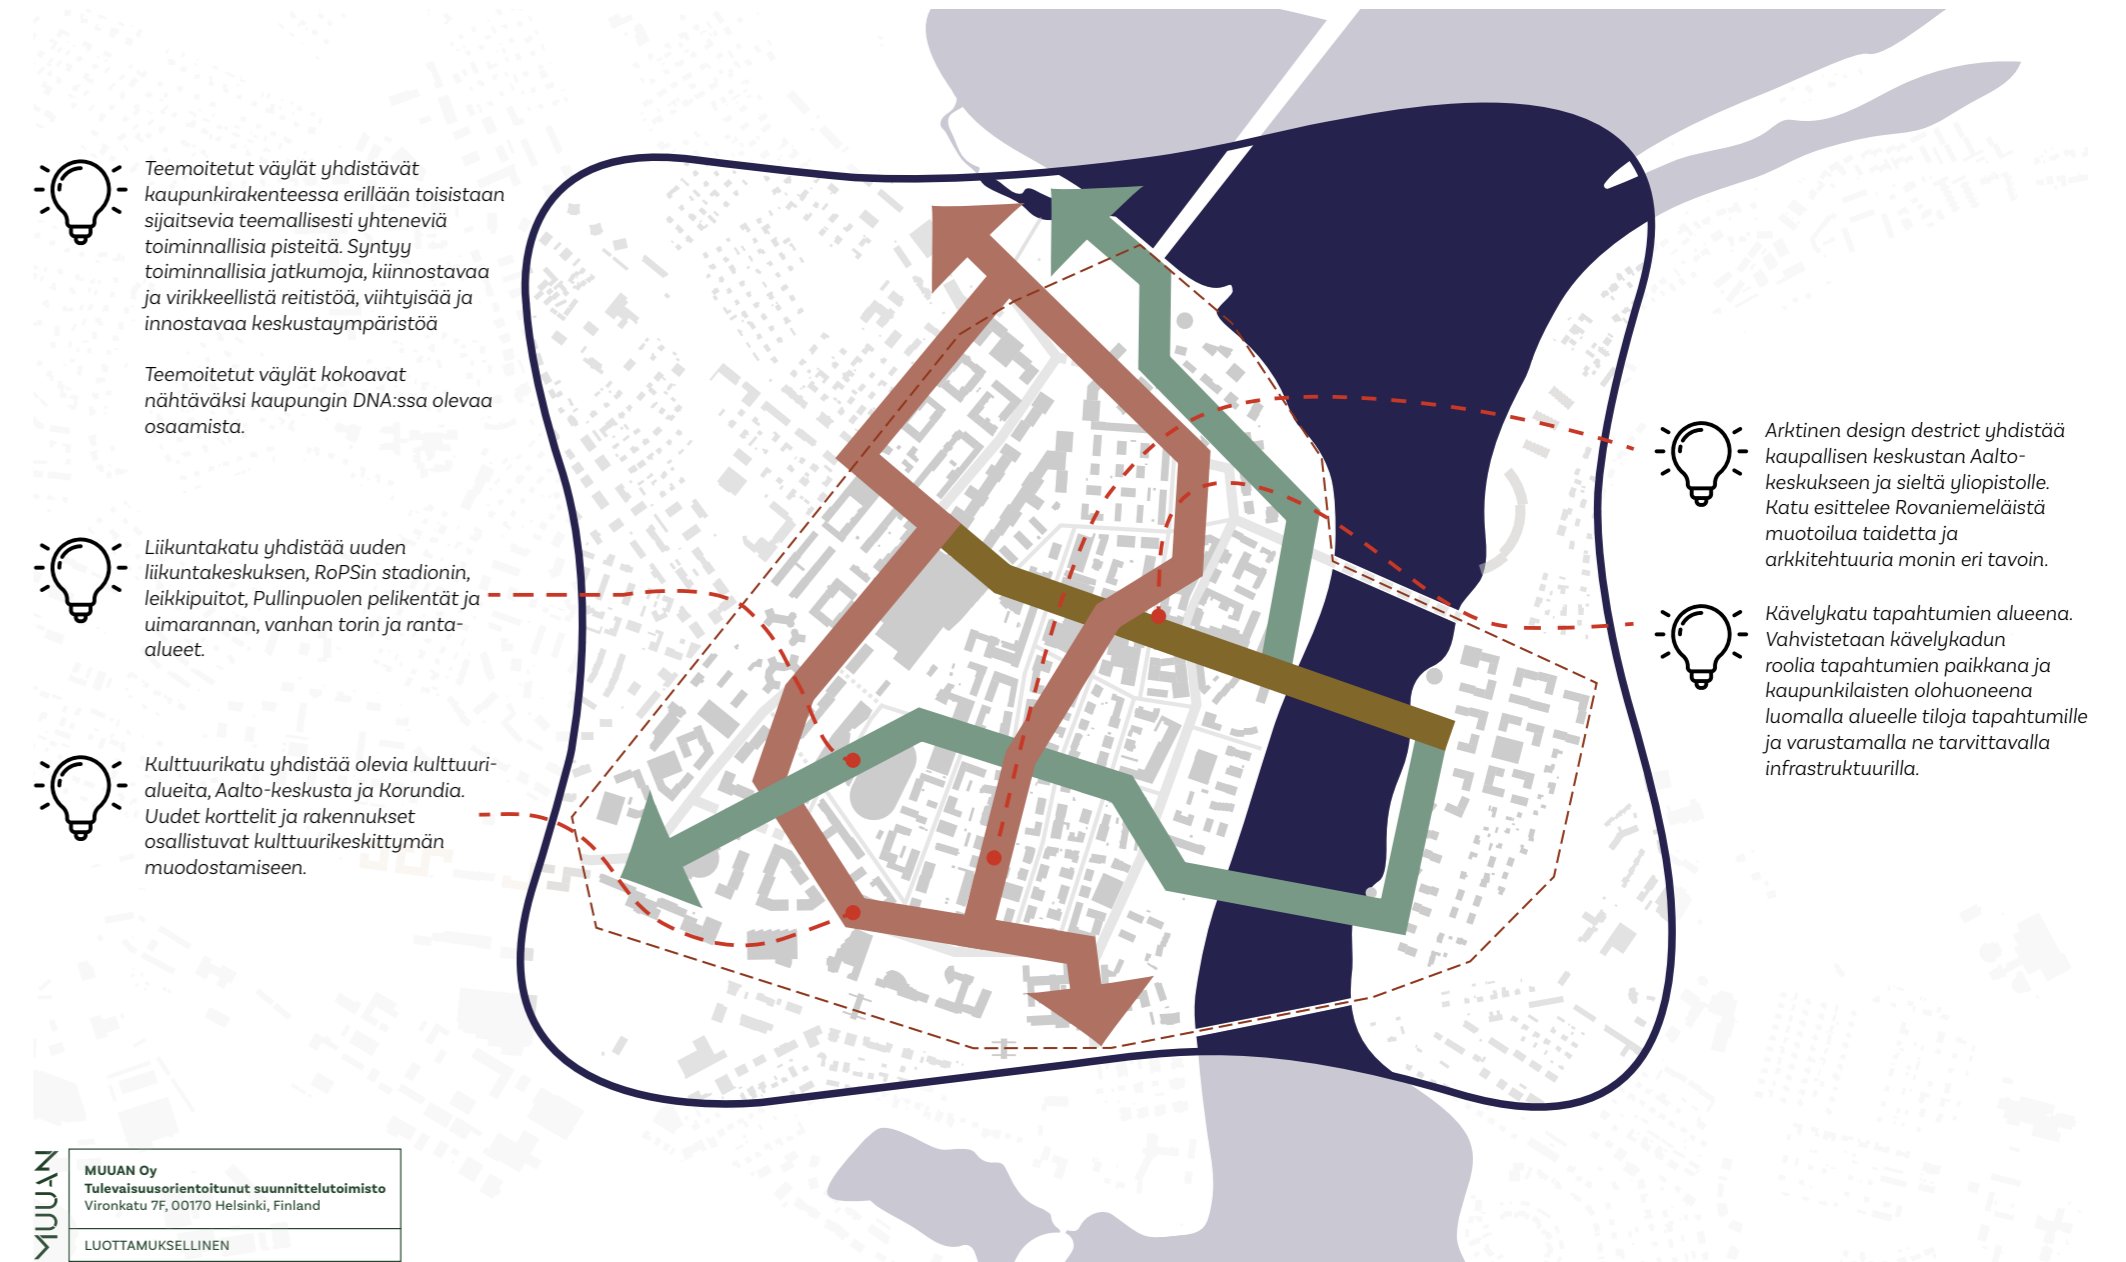 Teemoitetut väylät yhdistävät
kaupunkirakenteessa erillään toisistaan
sijaitsevia teemallisesti yhteneviä
toiminnallisia pisteitä. Syntyy
toiminnallisia jatkumoja, kiinnostavaa
ja virikkeellistä reitistöä, viihtyisää ja
innostavaa keskustaympäristöä
Teemoitetut väylät kokoavat
nähtäväksi kaupungin DNA:ssa olevaa
osaamista.
Liikuntakatu yhdistää uuden
liikuntakeskuksen, RoPSin stadionin,
leikkipuitot, Pullinpuolen pelikentät ja
uimarannan, vanhan torin ja ranta-
alueet.
Kulttuurikatu yhdistää olevia kulttuuri-
alueita, Aalto-keskusta ja Korundia.
Uudet korttelit ja rakennukset
osallistuvat kulttuurikeskittymän
muodostamiseen.
Arktinen design destrict yhdistää
kaupallisen keskustan Aalto-
keskukseen ja sieltä yliopistolle.
Katu esittelee Rovaniemeläistä
muotoilua taidetta ja
arkkitehtuuria monin eri tavoin.
Kävelykatu tapahtumien alueena.
Vahvistetaan kävelykadun
roolia tapahtumien paikkana ja
kaupunkilaisten olohuoneena
luomalla alueelle tiloja tapahtumille
ja varustamalla ne tarvittavalla
infrastruktuurilla.
MUUAN
MUUAN Oy
Tulevaisuusorientoitunut suunnittelutoimisto
Vironkatu 7F, 00170 Helsinki, Finland
LUOTTAMUKSELLINEN